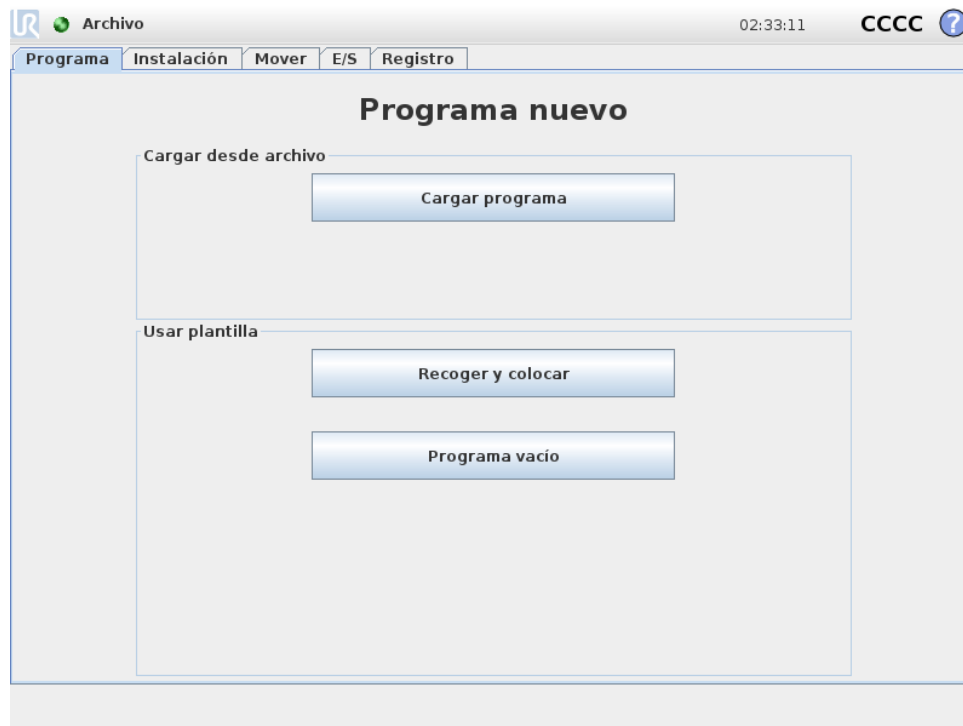 UR Archivo 02:33:11 CCCC ?
Programa Instalación Mover E/S Registro
Programa nuevo
Cargar desde archivo
Cargar programa
Usar plantilla
Recoger y colocar
Programa vacío